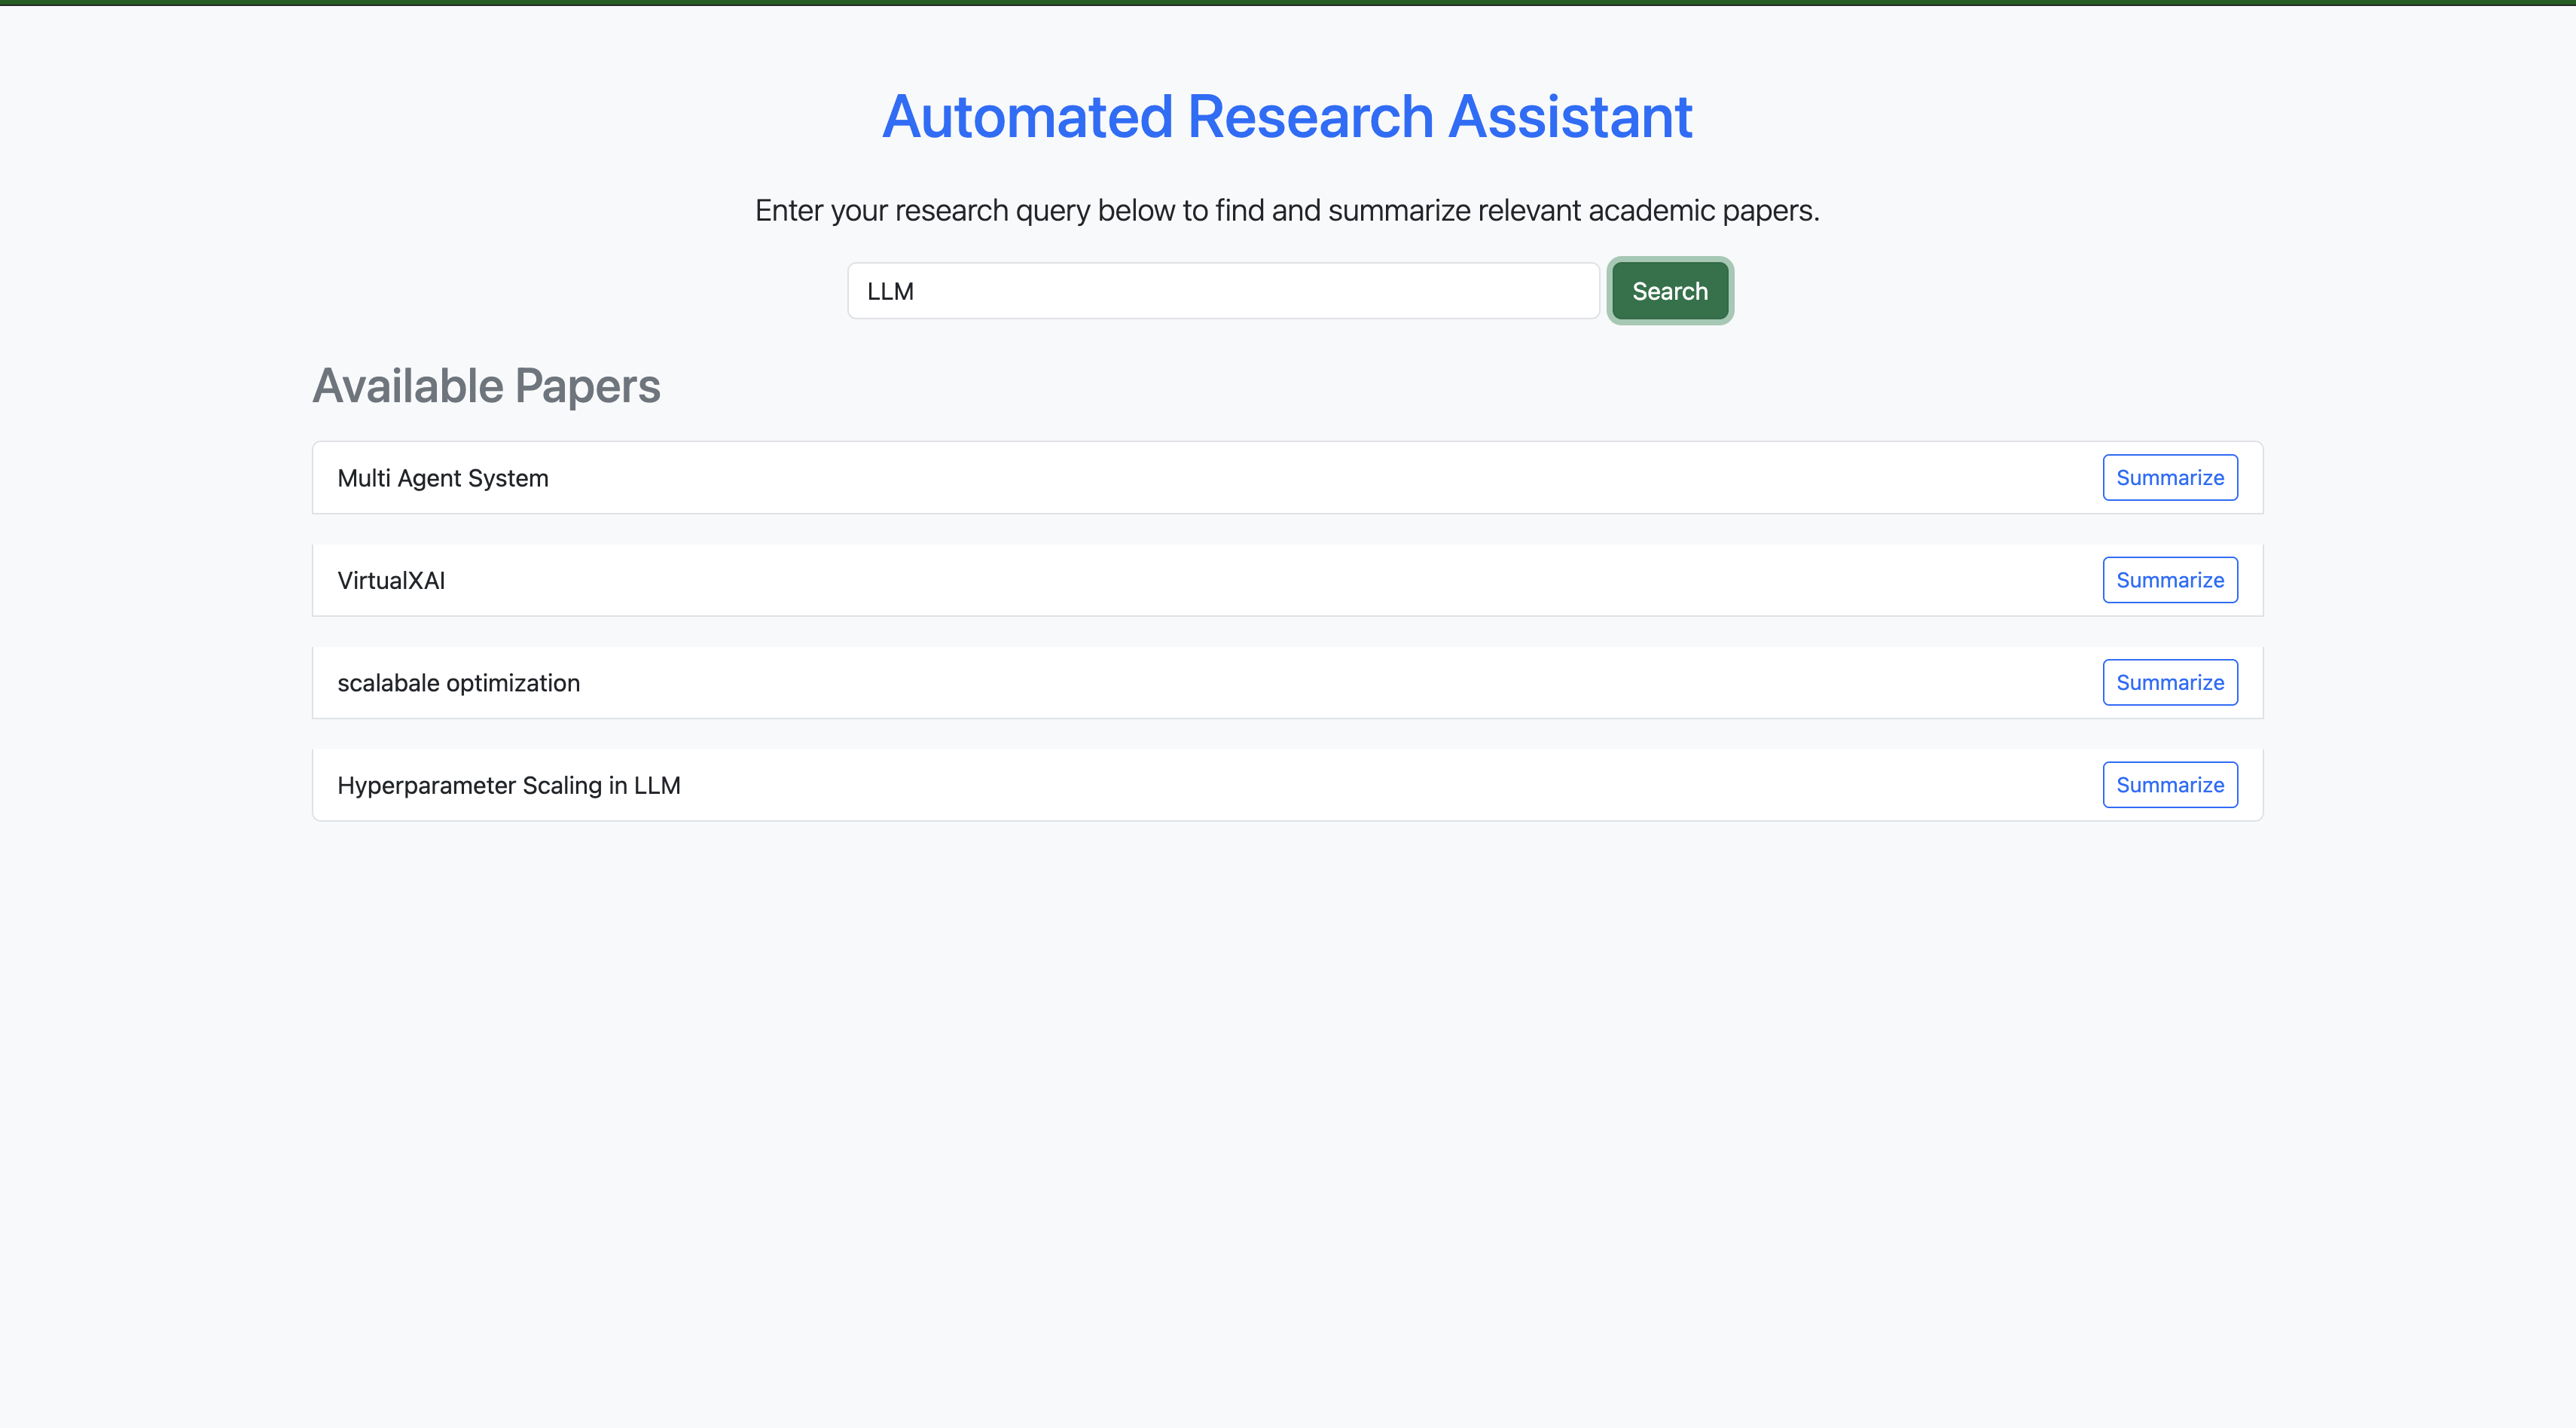 Automated Research Assistant
Enter your research query below to find and summarize relevant academic papers.
LLM Search
Available Papers
Multi Agent System Summarize
VirtualXAI Summarize
scalabale optimization Summarize
Hyperparameter Scaling in LLM Summarize